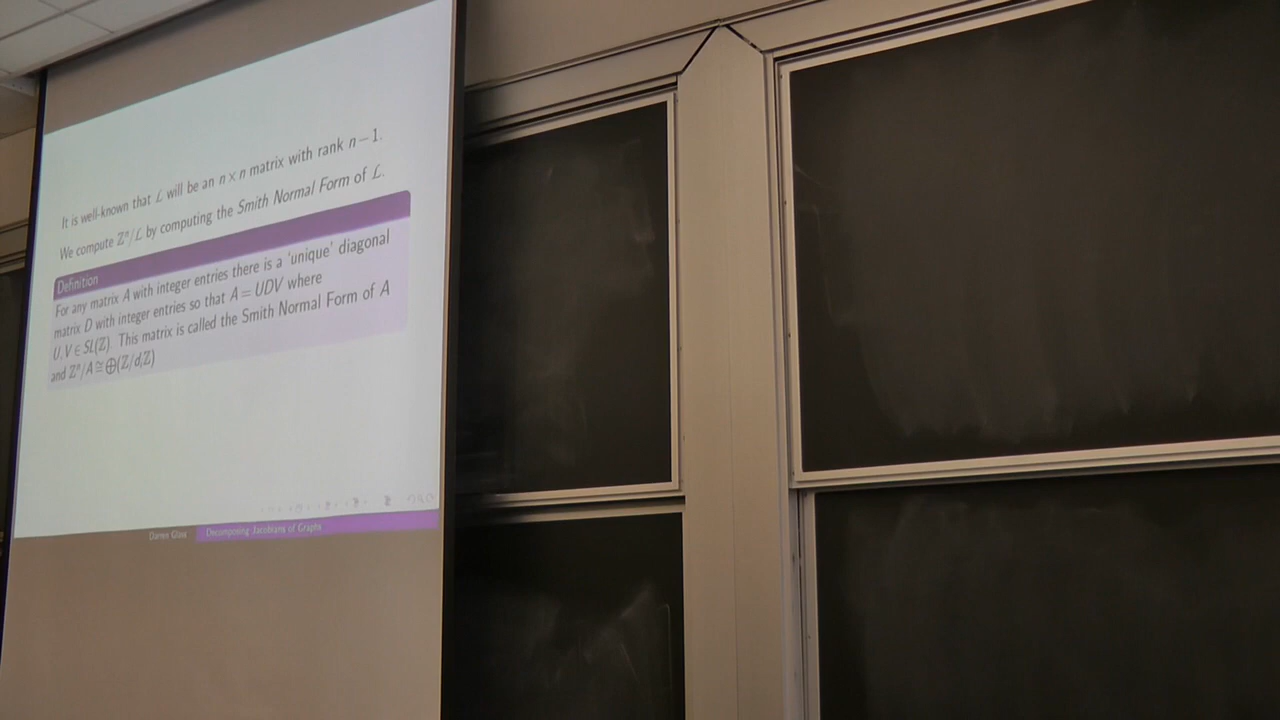 It is well-known that ℒ will be an n × n matrix with rank n − 1.
We compute ℤⁿ/ℒ by computing the Smith Normal Form of ℒ.
Definition
For any matrix A with integer entries there is a 'unique' diagonal
matrix D with integer entries so that A = UDV where
U, V ∈ SL(ℤ). This matrix is called the Smith Normal Form of A
and ℤⁿ/A ≅ ⊕(ℤ/dᵢℤ)
Darren Glass Decomposing Jacobians of Graphs